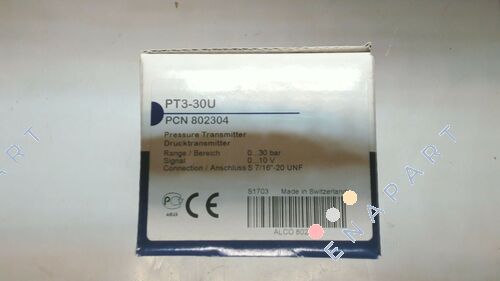 PT3-30U
PCN 802304
Pressure Transmitter
Drucktransmitter
Range / Bereich 0...30 bar
Signal 0...10 V
Connection / Anschluss S 7/16"-20 UNF
S1703 Made in Switzerland
CE
ALCO 802
ENAPART